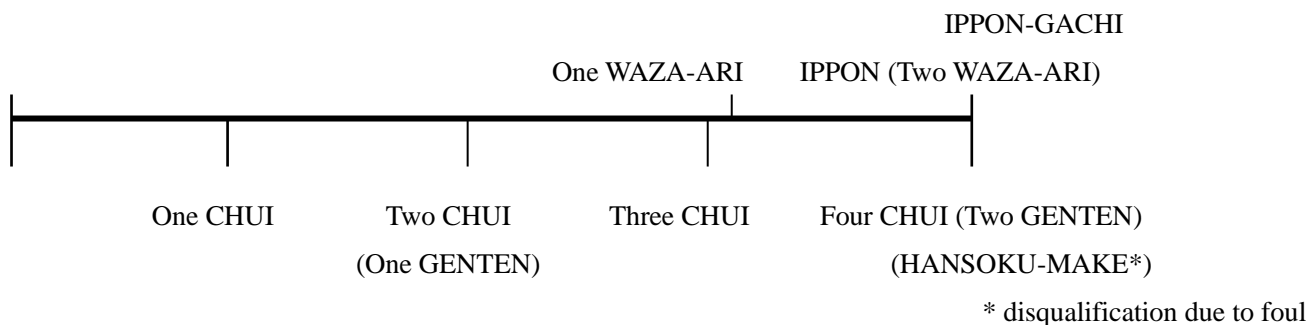 IPPON-GACHI
One WAZA-ARI IPPON (Two WAZA-ARI)
One CHUI Two CHUI Three CHUI Four CHUI (Two GENTEN)
(One GENTEN) (HANSOKU-MAKE*)
* disqualification due to foul